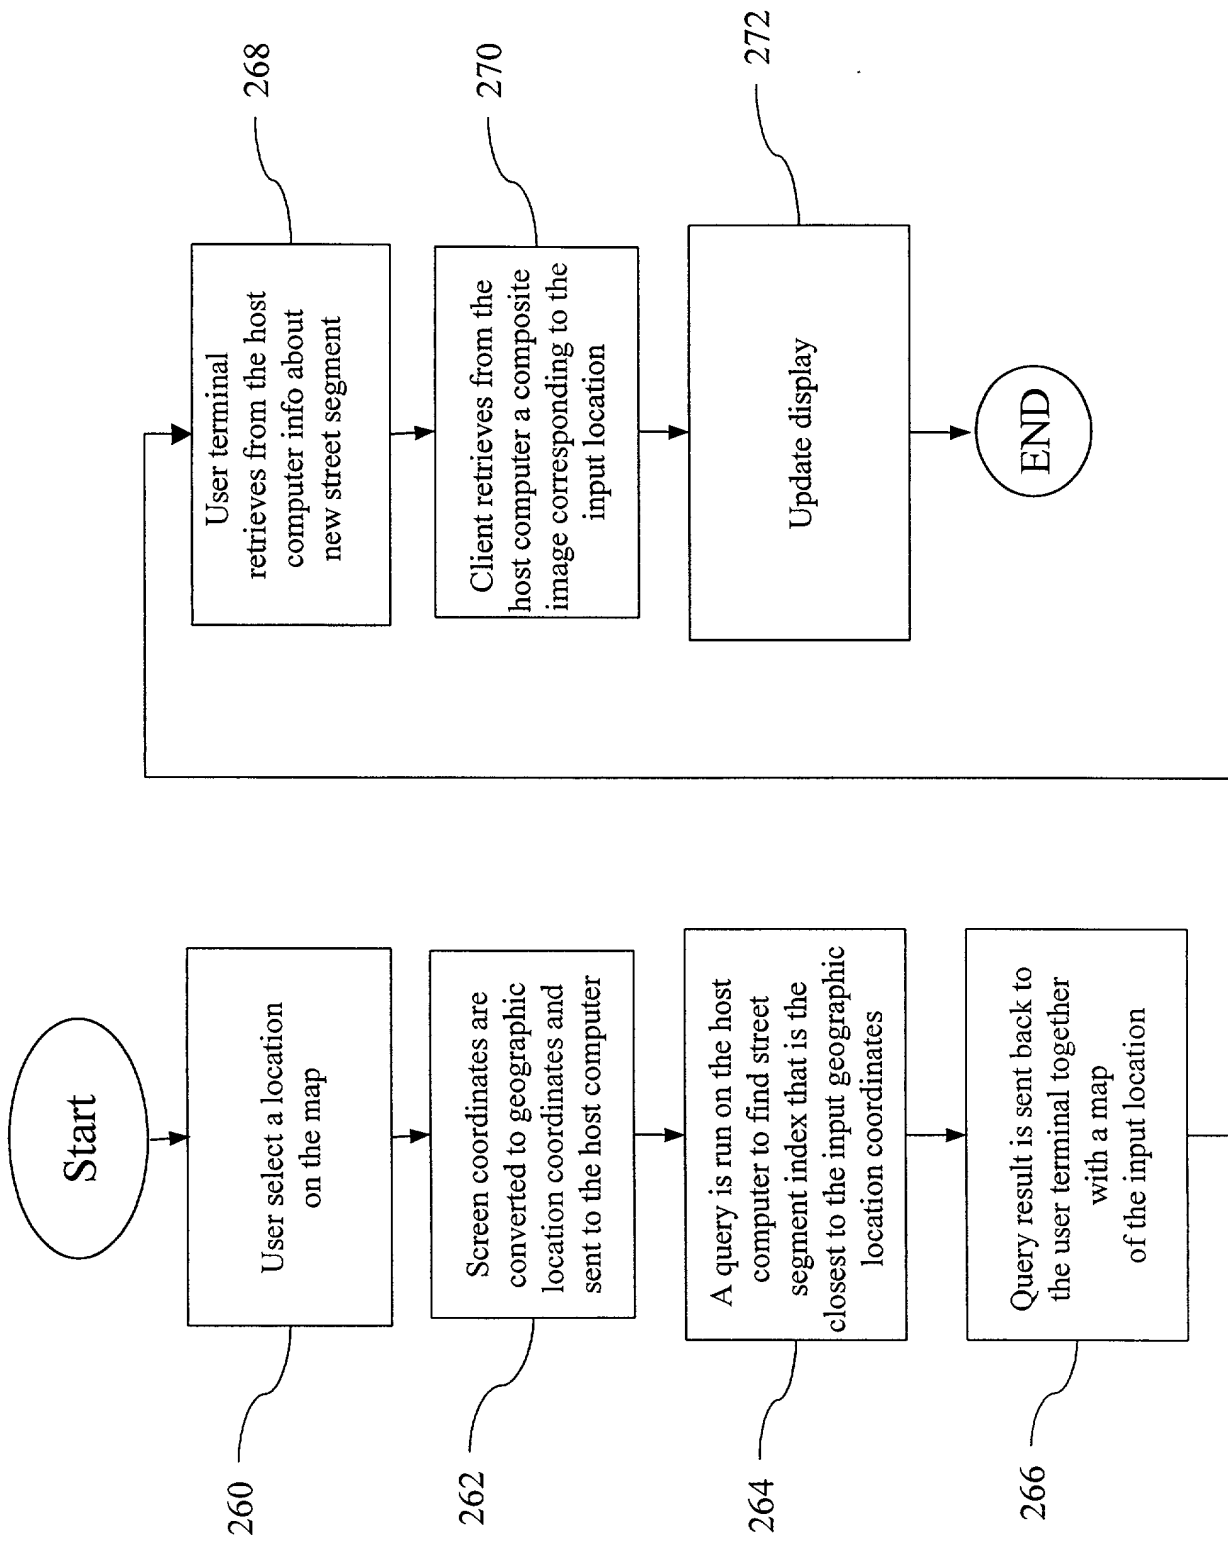 Start
260
User select a location
on the map
262
Screen coordinates are
converted to geographic
location coordinates and
sent to the host computer
264
A query is run on the host
computer to find street
segment index that is the
closest to the input geographic
location coordinates
266
Query result is sent back to
the user terminal together
with a map
of the input location
268
User terminal
retrieves from the host
computer info about
new street segment
270
Client retrieves from the
host computer a composite
image corresponding to the
input location
272
Update display
END